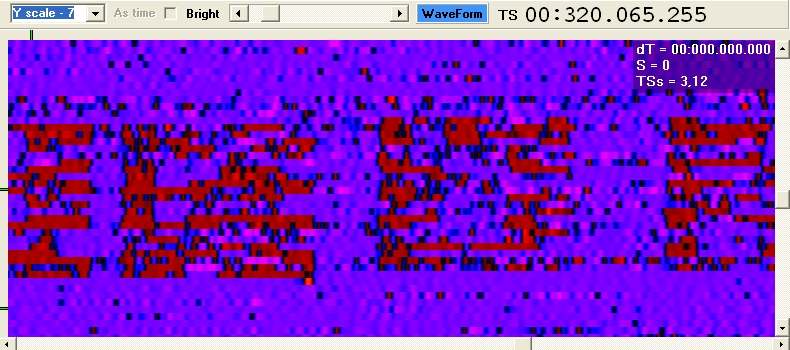 Y scale - 7 As time Bright WaveForm TS 00:320.065.255
dT = 00:000.000.000
S = 0
TSs = 3,12